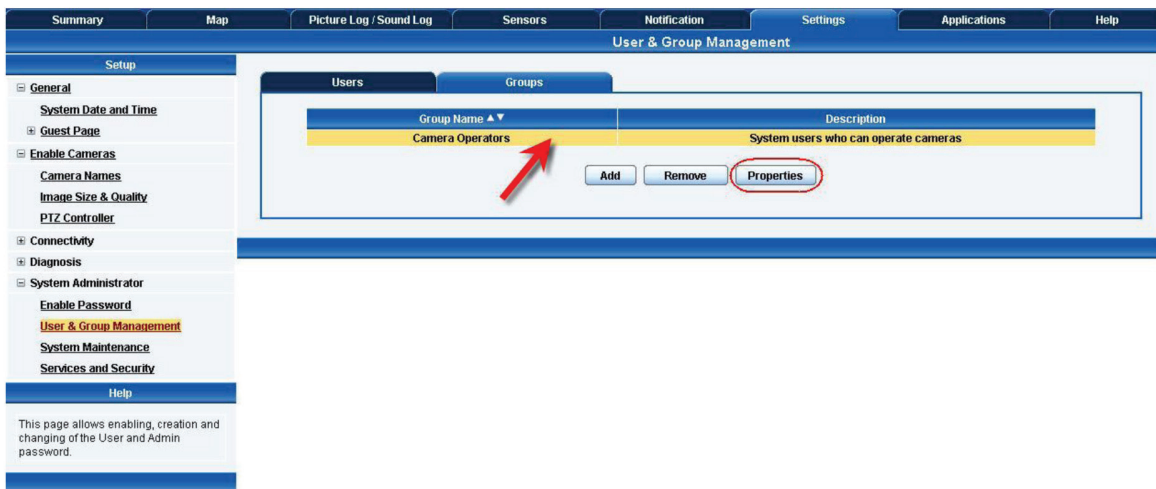 Summary Map Picture Log / Sound Log Sensors Notification Settings Applications Help
User & Group Management
Setup
General
System Date and Time
Guest Page
Enable Cameras
Camera Names
Image Size & Quality
PTZ Controller
Connectivity
Diagnosis
System Administrator
Enable Password
User & Group Management
System Maintenance
Services and Security
Help
This page allows enabling, creation and
changing of the User and Admin
password.
Users Groups
Group Name ▲▼ Description
Camera Operators System users who can operate cameras
Add Remove Properties